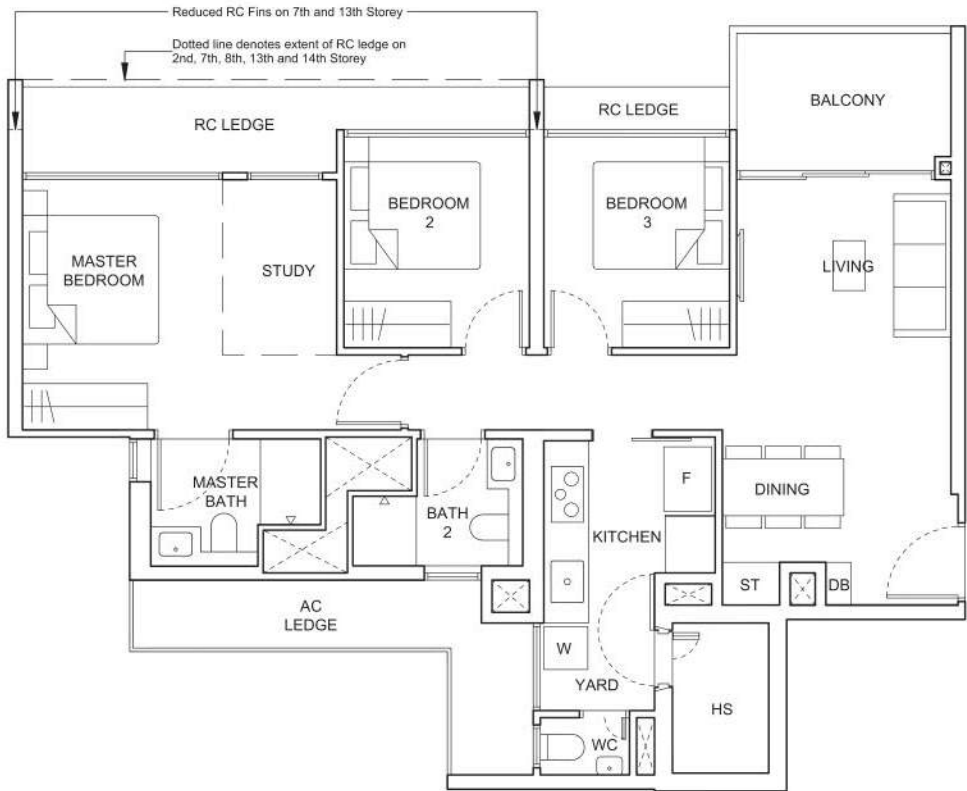 Reduced RC Fins on 7th and 13th Storey
Dotted line denotes extent of RC ledge on
2nd, 7th, 8th, 13th and 14th Storey
RC LEDGE
RC LEDGE
BALCONY
MASTER
BEDROOM
STUDY
BEDROOM
2
BEDROOM
3
LIVING
MASTER
BATH
BATH
2
KITCHEN
F
DINING
ST
DB
AC
LEDGE
W
YARD
HS
WC